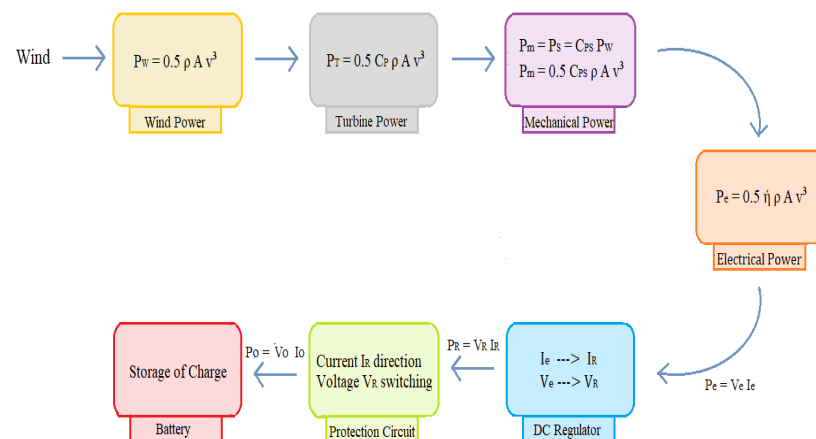 Wind
Pw = 0.5 ρ A v³
Wind Power
PT = 0.5 CP ρ A v³
Turbine Power
Pm = PS = CPS PW
Pm = 0.5 CPS ρ A v³
Mechanical Power
Pe = 0.5 ή ρ A v³
Electrical Power
Pe = Ve Ie
Ie ---> IR
Ve ---> VR
DC Regulator
PR = VR IR
Current IR direction
Voltage VR switching
Protection Circuit
PO = VO IO
Storage of Charge
Battery